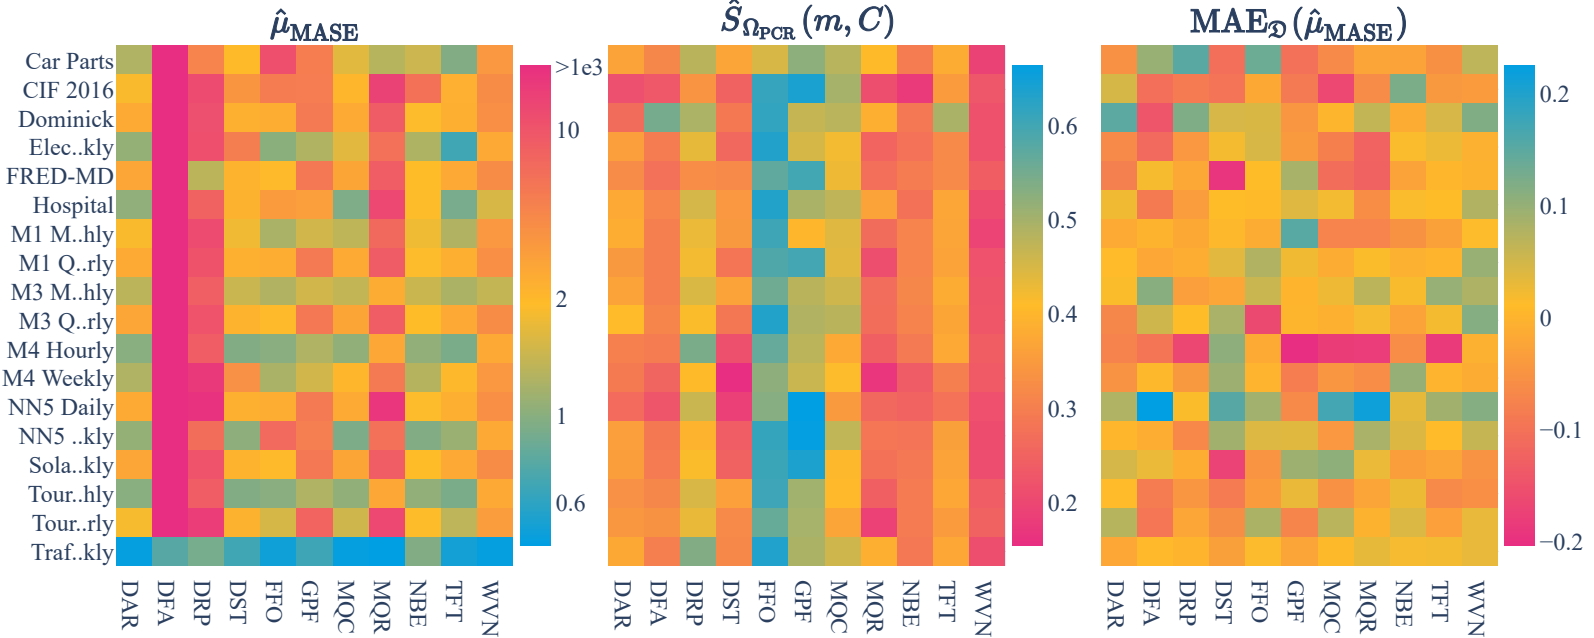 μ̂_MASE
Ŝ_Ω_PCR (m, C)
MAE_𝔇 (μ̂_MASE)
Car Parts
CIF 2016
Dominick
Elec..kly
FRED-MD
Hospital
M1 M..hly
M1 Q..rly
M3 M..hly
M3 Q..rly
M4 Hourly
M4 Weekly
NN5 Daily
NN5 ..kly
Sola..kly
Tour..hly
Tour..rly
Traf..kly
DAR DFA DRP DST FFO GPF MQC MQR NBE TFT WVN
>1e3
10
2
1
0.6
DAR DFA DRP DST FFO GPF MQC MQR NBE TFT WVN
0.6
0.5
0.4
0.3
0.2
DAR DFA DRP DST FFO GPF MQC MQR NBE TFT WVN
0.2
0.1
0
−0.1
−0.2